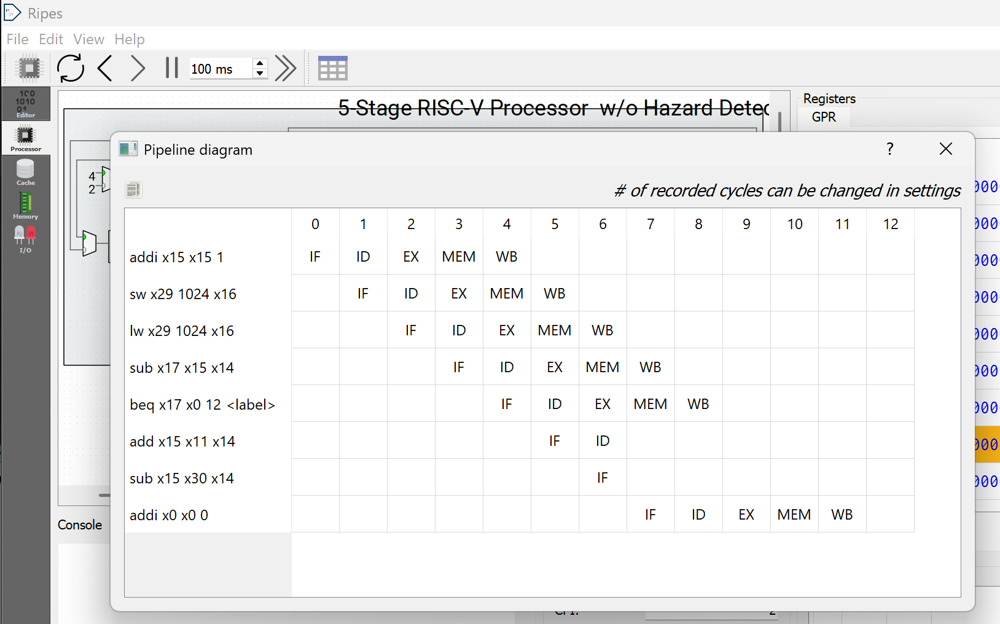 Ripes
File Edit View Help
100 ms
Editor
Processor
Cache
Memory
I/O
5-Stage RISC-V Processor w/o Hazard Detec
Registers
GPR
4
2
Pipeline diagram
?
# of recorded cycles can be changed in settings
0 1 2 3 4 5 6 7 8 9 10 11 12
addi x15 x15 1 IF ID EX MEM WB
sw x29 1024 x16 IF ID EX MEM WB
lw x29 1024 x16 IF ID EX MEM WB
sub x17 x15 x14 IF ID EX MEM WB
beq x17 x0 12 <label> IF ID EX MEM WB
add x15 x11 x14 IF ID
sub x15 x30 x14 IF
addi x0 x0 0 IF ID EX MEM WB
Console